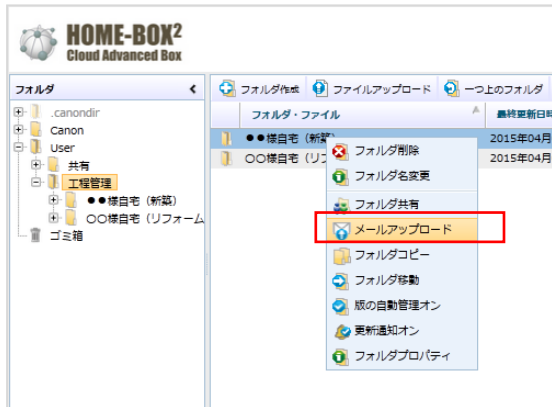 HOME-BOX2
Cloud Advanced Box
フォルダ
.canondir
Canon
User
共有
工程管理
●●様自宅（新築）
〇〇様自宅（リフォーム
ゴミ箱
フォルダ作成 ファイルアップロード 一つ上のフォルダ
フォルダ・ファイル 最終更新日時
●●様自宅（新築） 2015年04月
〇〇様自宅（リフ 2015年04月
フォルダ削除
フォルダ名変更
フォルダ共有
メールアップロード
フォルダコピー
フォルダ移動
版の自動管理オン
更新通知オン
フォルダプロパティ